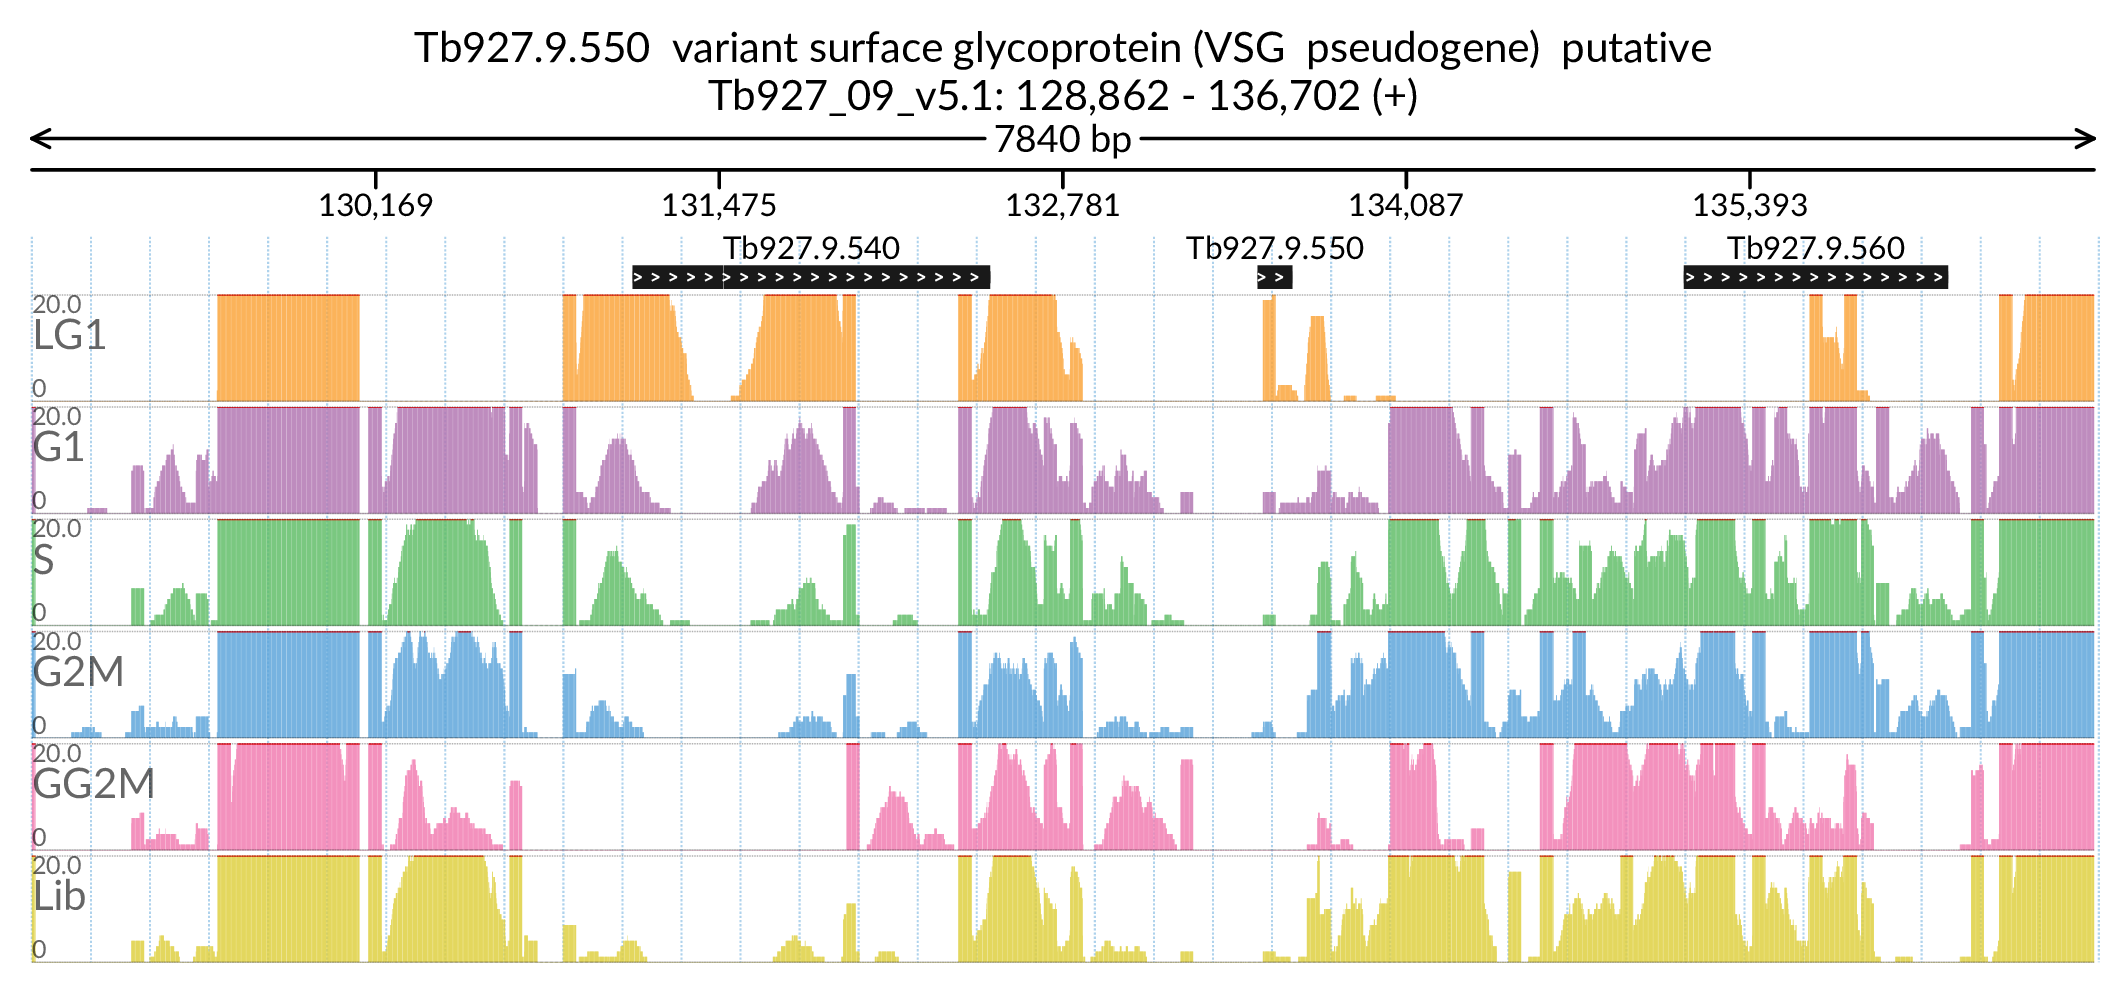 Tb927.9.550 variant surface glycoprotein (VSG pseudogene) putative
Tb927_09_v5.1: 128,862 - 136,702 (+)
7840 bp
130,169 131,475 132,781 134,087 135,393
Tb927.9.540 Tb927.9.550 Tb927.9.560
20.0
LG1
0
20.0
G1
0
20.0
S
0
20.0
G2M
0
20.0
GG2M
0
20.0
Lib
0